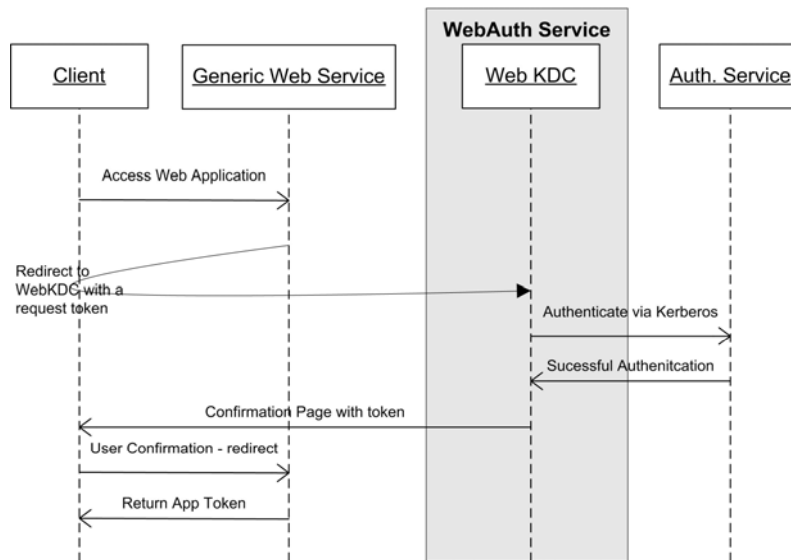 WebAuth Service
Client
Generic Web Service
Web KDC
Auth. Service
Access Web Application
Redirect to
WebKDC with a
request token
Authenticate via Kerberos
Sucessful Authenitcation
Confirmation Page with token
User Confirmation - redirect
Return App Token